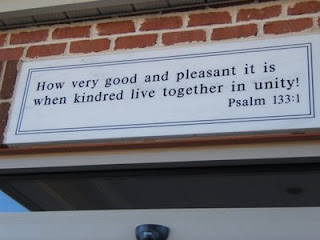 How very good and pleasant it is
when kindred live together in unity!
Psalm 133:1